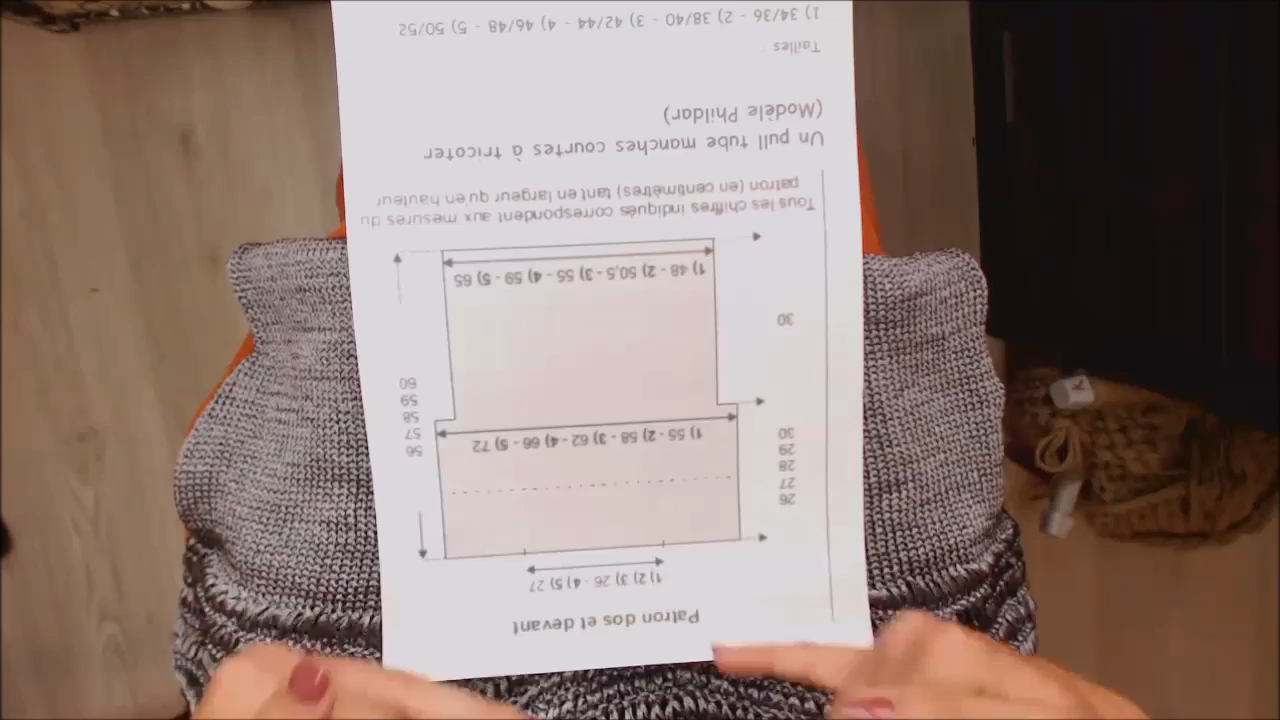 Patron dos et devant
1) 2) 3) 26 - 4) 5) 27
26
27
28
29
30
1) 55 - 2) 58 - 3) 62 - 4) 66 - 5) 72
56
57
58
59
60
30
1) 48 - 2) 50,5 - 3) 55 - 4) 59 - 5) 65
Tous les chiffres indiqués correspondent aux mesures du
patron (en centimètres) tant en largeur qu'en hauteur
Un pull tube manches courtes à tricoter
(Modèle Phildar)
Tailles
1) 34/36 - 2) 38/40 - 3) 42/44 - 4) 46/48 - 5) 50/52